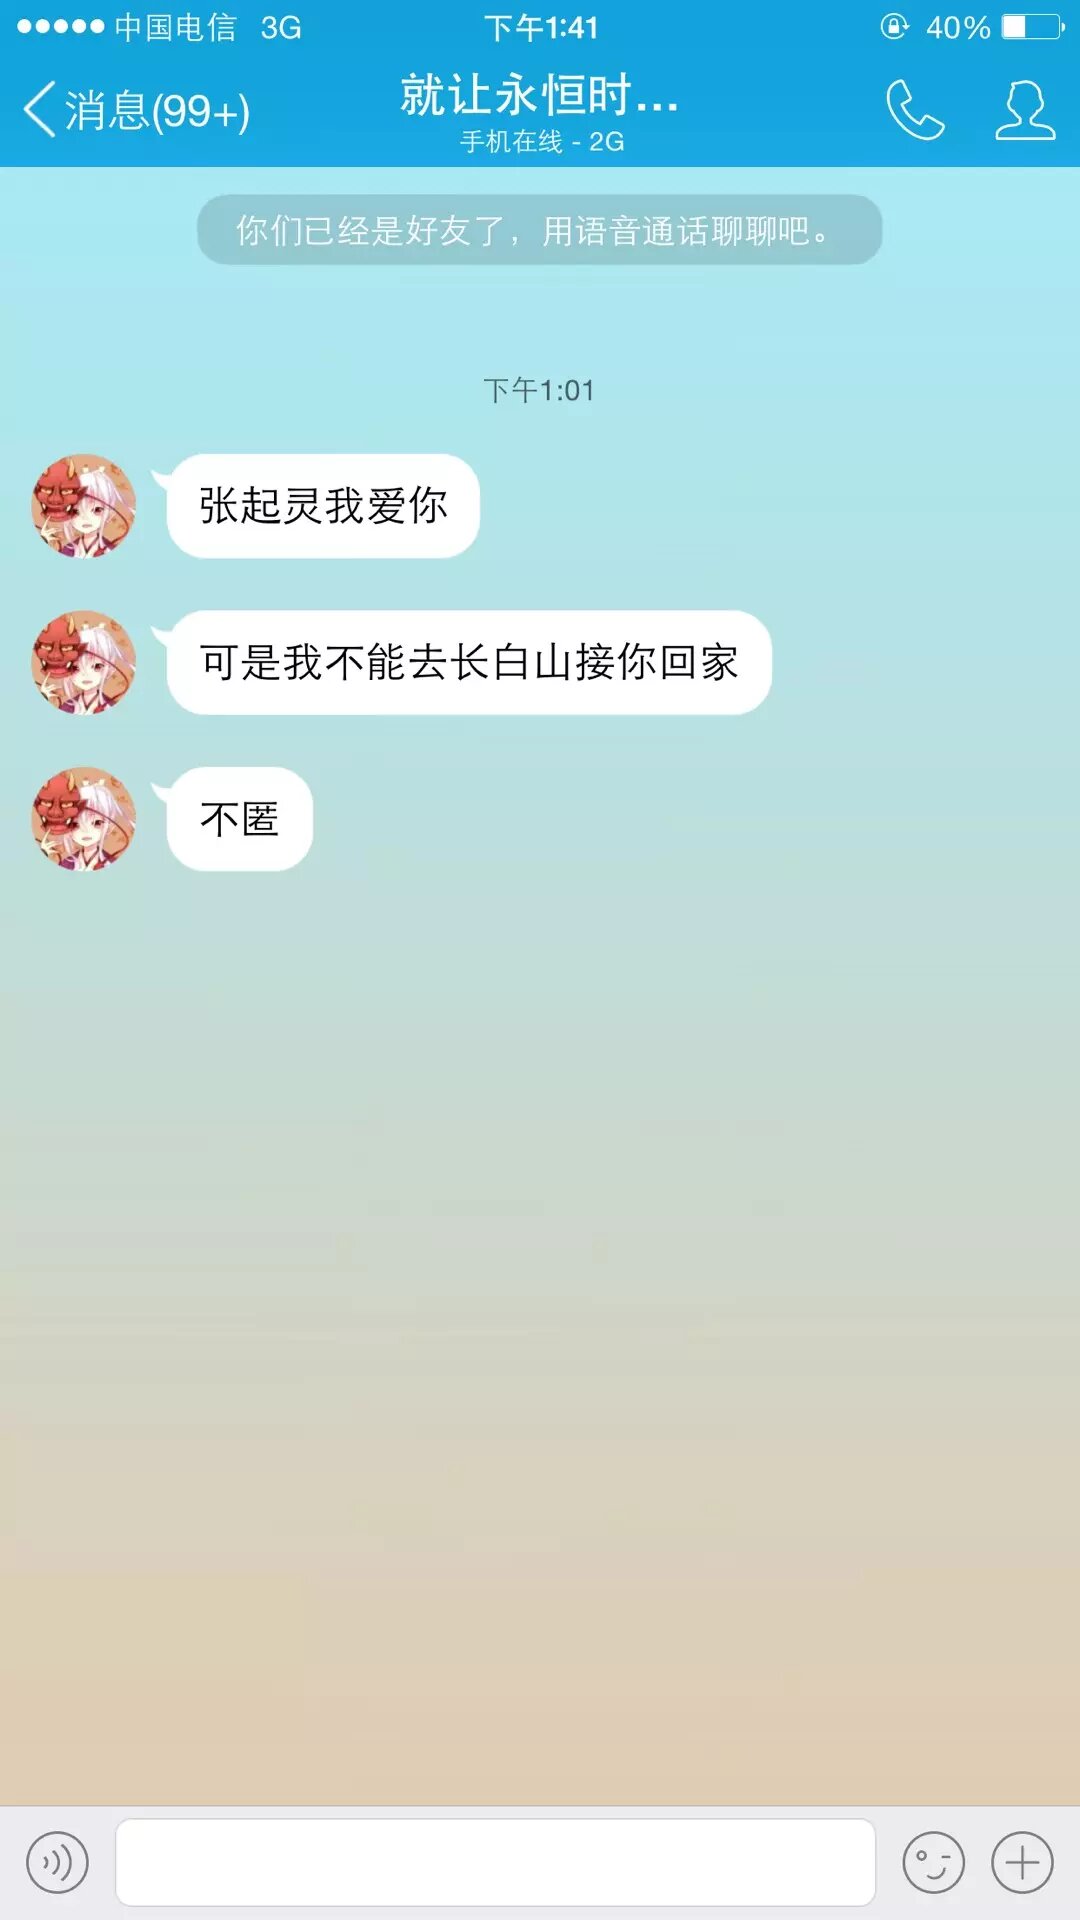 中国电信 3G 下午1:41 40%
消息(99+) 就让永恒时...
手机在线 - 2G
你们已经是好友了，用语音通话聊聊吧。
下午1:01
张起灵我爱你
可是我不能去长白山接你回家
不匿